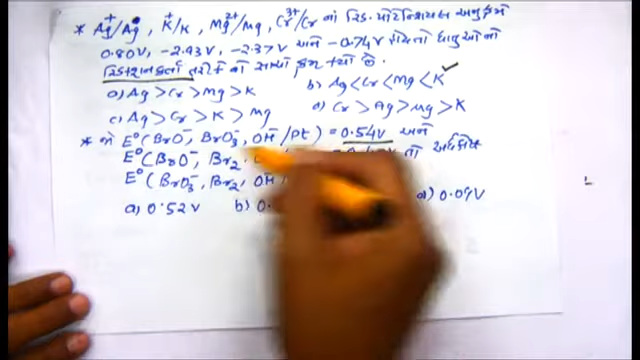 * Ag⁺/Ag, K⁺/K, Mg²⁺/Mg, Cr³⁺/Cr નાં રિડ. પોટેન્શિયલ અનુક્રમે
0.80V, -2.93V, -2.37V અને -0.74V હોય તો ધાતુઓનો
રિડક્શનકર્તા તરીકે નો સાચો ક્રમ ક્યો છે.
a) Ag > Cr > Mg > K b) Ag < Cr < Mg < K ✓
c) Ag > Cr > K > Mg d) Cr > Ag > Mg > K
* જો E° (BrO⁻, BrO₃⁻, OH⁻/Pt) = 0.54V અને
E° (BrO⁻, Br₂, તો
E° (BrO₃⁻, Br₂, OH⁻
a) 0.52V b) 0. d) 0.09V